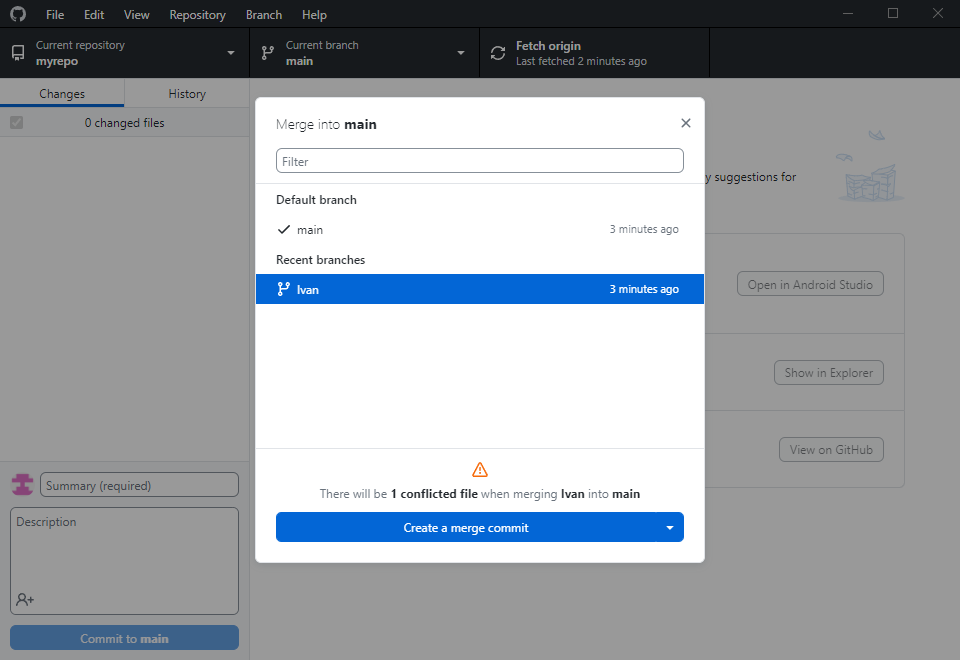 File Edit View Repository Branch Help
Current repository
myrepo
Current branch
main
Fetch origin
Last fetched 2 minutes ago
Changes History
0 changed files
Merge into main
Filter
Default branch
main 3 minutes ago
Recent branches
Ivan 3 minutes ago
There will be 1 conflicted file when merging Ivan into main
Create a merge commit
y suggestions for
Open in Android Studio
Show in Explorer
View on GitHub
Summary (required)
Description
Commit to main